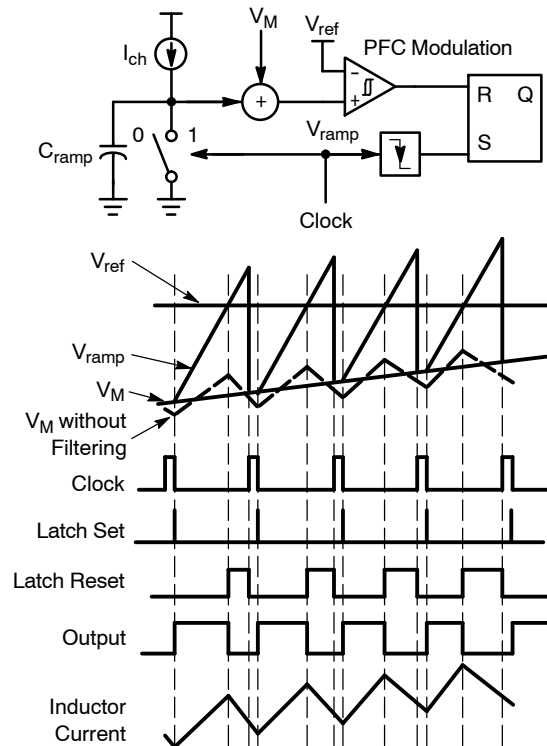 V_M
V_ref
PFC Modulation
I_ch
−
+
+
R Q
S
0 1
C_ramp
V_ramp
Clock
V_ref
V_ramp
V_M
V_M without
Filtering
Clock
Latch Set
Latch Reset
Output
Inductor
Current